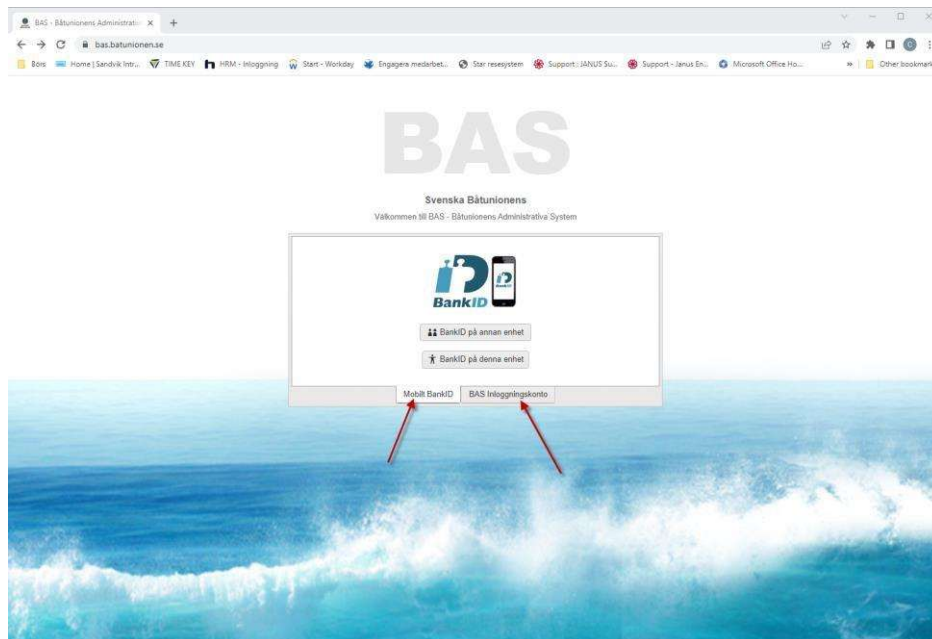 BAS - Båtunionens Administrativ
bas.batunionen.se
Börs Home | Sandvik Intr... TIME KEY HRM - Inloggning Start - Workday Engagera medarbet... Star resesystem Support : JANUS Su... Support - Janus En... Microsoft Office Ho... » Other bookmark
BAS
Svenska Båtunionens
Välkommen till BAS - Båtunionens Administrativa System
BankID
BankID på annan enhet
BankID på denna enhet
Mobilt BankID BAS Inloggningskonto